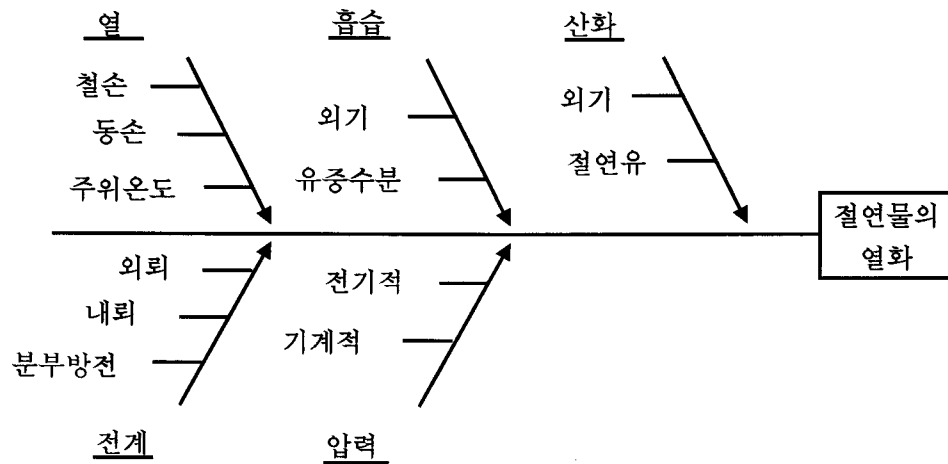 열
흡습
산화
철손
동손
주위온도
외기
유중수분
외기
절연유
절연물의
열화
외뢰
내뢰
분부방전
전기적
기계적
전계
압력